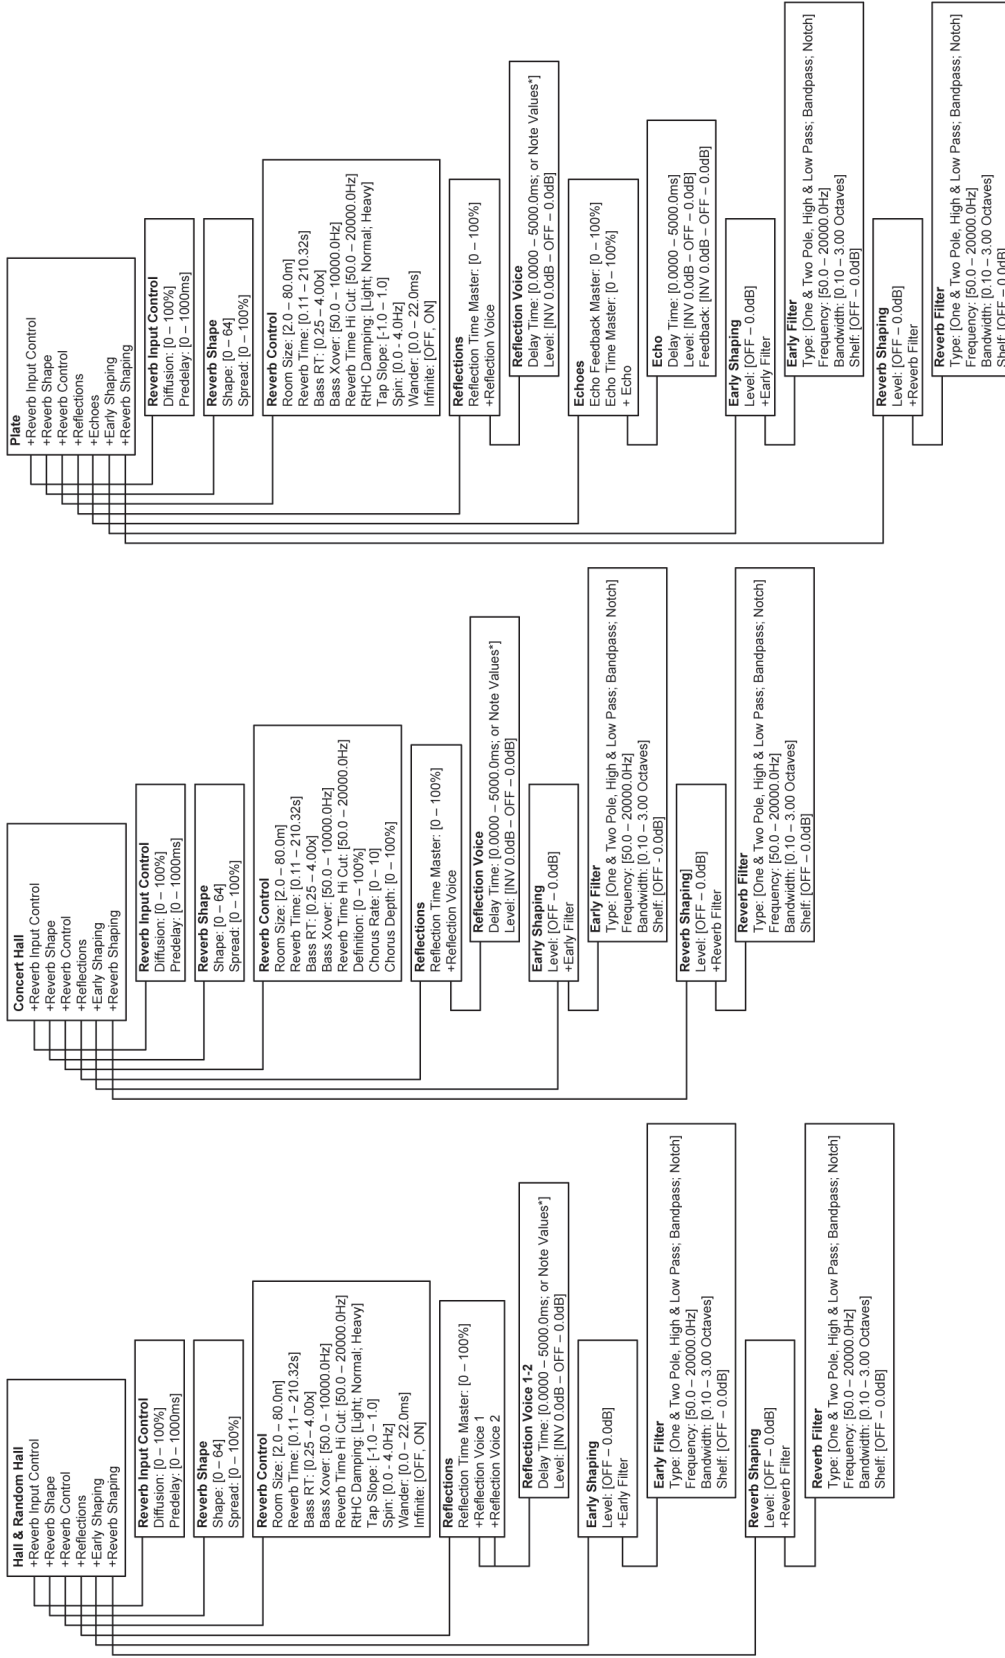 Hall & Random Hall
+Reverb Input Control
+Reverb Shape
+Reverb Control
+Reflections
+Early Shaping
+Reverb Shaping
Reverb Input Control
Diffusion: [0 – 100%]
Predelay: [0 – 1000ms]
Reverb Shape
Shape: [0 – 64]
Spread: [0 – 100%]
Reverb Control
Room Size: [2.0 – 80.0m]
Reverb Time: [0.11 – 210.32s]
Bass RT: [0.25 – 4.00x]
Bass Xover: [50.0 – 10000.0Hz]
Reverb Time Hi Cut: [50.0 – 20000.0Hz]
RtHC Damping: [Light; Normal; Heavy]
Tap Slope: [-1.0 – 1.0]
Spin: [0.0 - 4.0Hz]
Wander: [0.0 – 22.0ms]
Infinite: [OFF, ON]
Reflections
Reflection Time Master: [0 – 100%]
+Reflection Voice 1
+Reflection Voice 2
Reflection Voice 1-2
Delay Time: [0.0000 – 5000.0ms; or Note Values*]
Level: [INV 0.0dB – OFF – 0.0dB]
Early Shaping
Level: [OFF – 0.0dB]
+Early Filter
Early Filter
Type: [One & Two Pole, High & Low Pass; Bandpass; Notch]
Frequency: [50.0 – 20000.0Hz]
Bandwidth: [0.10 – 3.00 Octaves]
Shelf: [OFF – 0.0dB]
Reverb Shaping
Level: [OFF – 0.0dB]
+Reverb Filter
Reverb Filter
Type: [One & Two Pole, High & Low Pass; Bandpass; Notch]
Frequency: [50.0 – 20000.0Hz]
Bandwidth: [0.10 – 3.00 Octaves]
Shelf: [OFF – 0.0dB]
Concert Hall
+Reverb Input Control
+Reverb Shape
+Reverb Control
+Reflections
+Early Shaping
+Reverb Shaping
Reverb Input Control
Diffusion: [0 – 100%]
Predelay: [0 – 1000ms]
Reverb Shape
Shape: [0 – 64]
Spread: [0 – 100%]
Reverb Control
Room Size: [2.0 – 80.0m]
Reverb Time: [0.11 – 210.32s]
Bass RT: [0.25 – 4.00x]
Bass Xover: [50.0 – 10000.0Hz]
Reverb Time Hi Cut: [50.0 – 20000.0Hz]
Definition: [0 – 100%]
Chorus Rate: [0 – 10]
Chorus Depth: [0 – 100%]
Reflections
Reflection Time Master: [0 – 100%]
+Reflection Voice
Reflection Voice
Delay Time: [0.0000 – 5000.0ms; or Note Values*]
Level: [INV 0.0dB – OFF – 0.0dB]
Early Shaping
Level: [OFF – 0.0dB]
+Early Filter
Early Filter
Type: [One & Two Pole, High & Low Pass; Bandpass; Notch]
Frequency: [50.0 – 20000.0Hz]
Bandwidth: [0.10 – 3.00 Octaves]
Shelf: [OFF - 0.0dB]
Reverb Shaping]
Level: [OFF – 0.0dB]
+Reverb Filter
Reverb Filter
Type: [One & Two Pole, High & Low Pass; Bandpass; Notch]
Frequency: [50.0 – 20000.0Hz]
Bandwidth: [0.10 – 3.00 Octaves]
Shelf: [OFF – 0.0dB]
Plate
+Reverb Input Control
+Reverb Shape
+Reverb Control
+Reflections
+Echoes
+Early Shaping
+Reverb Shaping
Reverb Input Control
Diffusion: [0 – 100%]
Predelay: [0 – 1000ms]
Reverb Shape
Shape: [0 – 64]
Spread: [0 – 100%]
Reverb Control
Room Size: [2.0 – 80.0m]
Reverb Time: [0.11 – 210.32s]
Bass RT: [0.25 – 4.00x]
Bass Xover: [50.0 – 10000.0Hz]
Reverb Time Hi Cut: [50.0 – 20000.0Hz]
RtHC Damping: [Light; Normal; Heavy]
Tap Slope: [-1.0 – 1.0]
Spin: [0.0 - 4.0Hz]
Wander: [0.0 – 22.0ms]
Infinite: [OFF, ON]
Reflections
Reflection Time Master: [0 – 100%]
+Reflection Voice
Reflection Voice
Delay Time: [0.0000 – 5000.0ms; or Note Values*]
Level: [INV 0.0dB – OFF – 0.0dB]
Echoes
Echo Feedback Master: [0 – 100%]
Echo Time Master: [0 – 100%]
+ Echo
Echo
Delay Time: [0.0000 – 5000.0ms]
Level: [INV 0.0dB – OFF – 0.0dB]
Feedback: [INV 0.0dB – OFF – 0.0dB]
Early Shaping
Level: [OFF – 0.0dB]
+Early Filter
Early Filter
Type: [One & Two Pole, High & Low Pass; Bandpass; Notch]
Frequency: [50.0 – 20000.0Hz]
Bandwidth: [0.10 – 3.00 Octaves]
Shelf: [OFF – 0.0dB]
Reverb Shaping
Level: [OFF – 0.0dB]
+Reverb Filter
Reverb Filter
Type: [One & Two Pole, High & Low Pass; Bandpass; Notch]
Frequency: [50.0 – 20000.0Hz]
Bandwidth: [0.10 – 3.00 Octaves]
Shelf: [OFF – 0.0dB]